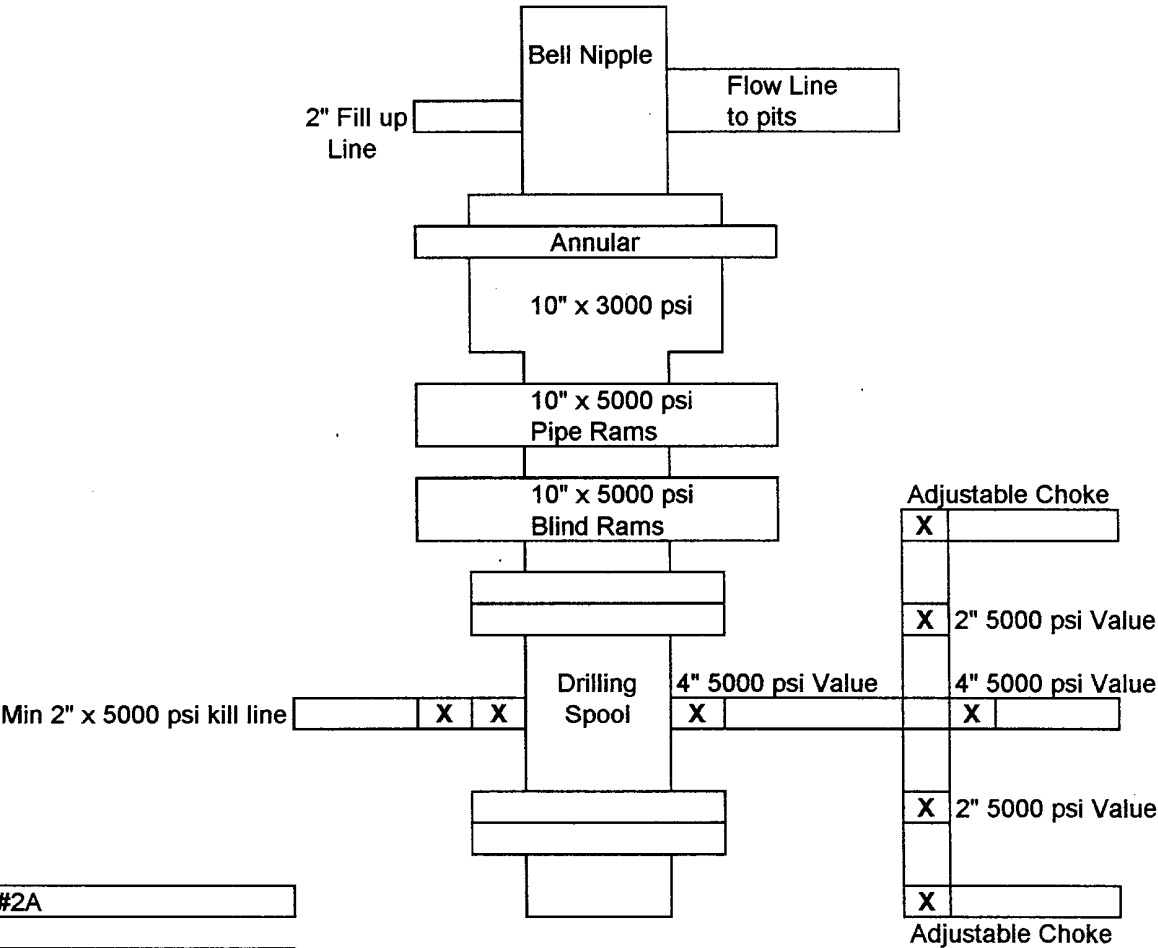 Bell Nipple
Flow Line
to pits
2" Fill up
Line
Annular
10" x 3000 psi
10" x 5000 psi
Pipe Rams
10" x 5000 psi
Blind Rams
Adjustable Choke
X
X 2" 5000 psi Value
Drilling
Spool
4" 5000 psi Value
4" 5000 psi Value
Min 2" x 5000 psi kill line
X X
X
X
X 2" 5000 psi Value
#2A
X
Adjustable Choke